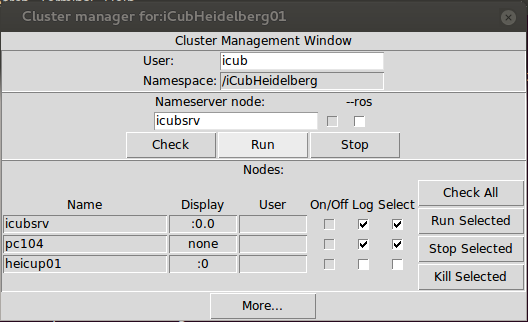 Cluster manager for:iCubHeidelberg01
Cluster Management Window
User: icub
Namespace: /iCubHeidelberg
Nameserver node: --ros
icubsrv
Check Run Stop
Nodes:
Name Display User On/Off Log Select
Check All
icubsrv :0.0
Run Selected
pc104 none
Stop Selected
heicup01 :0
Kill Selected
More...